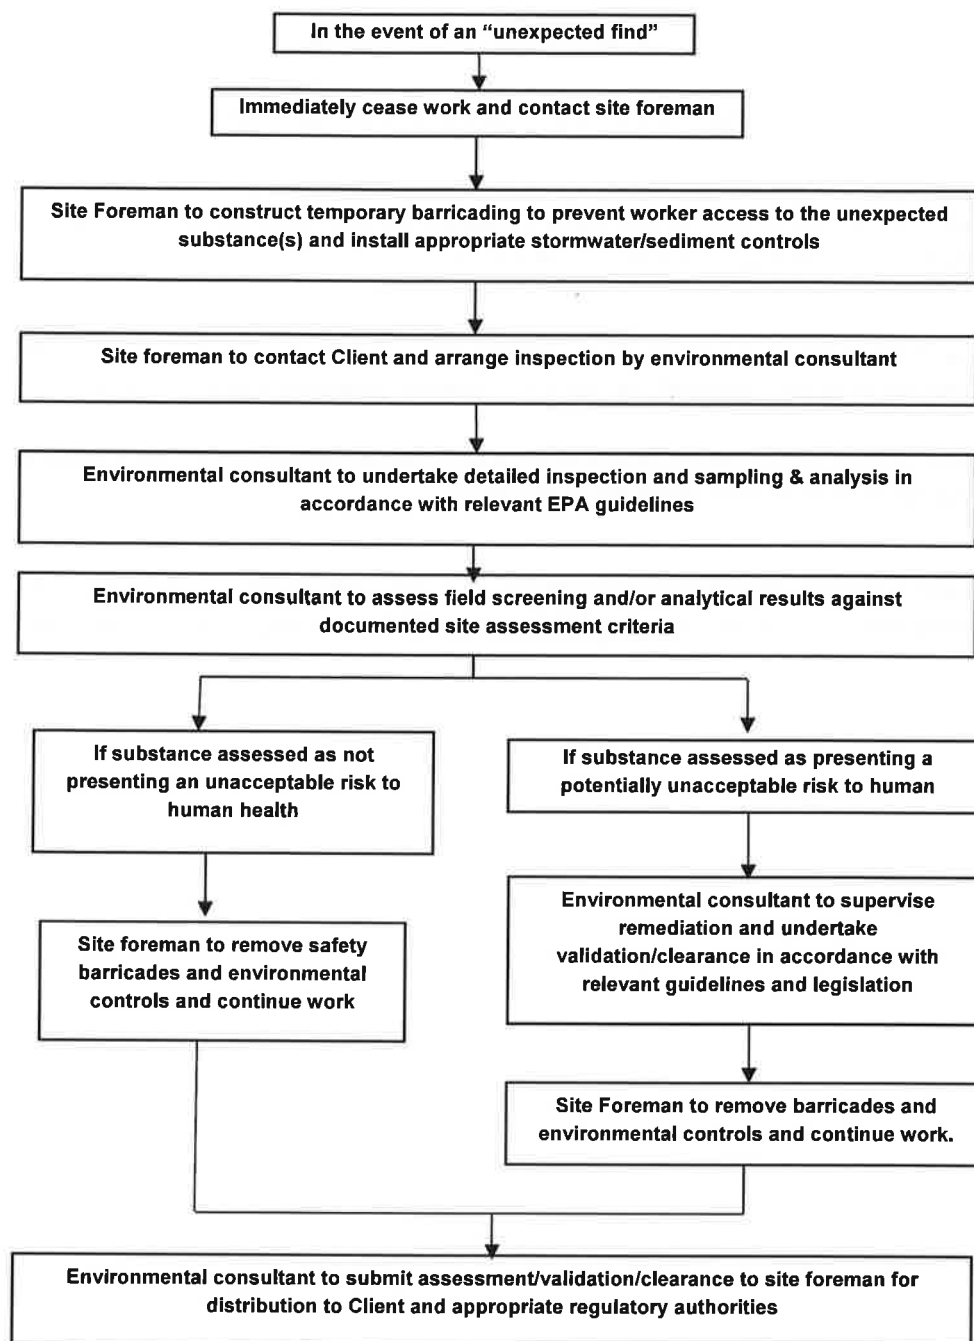 In the event of an “unexpected find”
Immediately cease work and contact site foreman
Site Foreman to construct temporary barricading to prevent worker access to the unexpected
substance(s) and install appropriate stormwater/sediment controls
Site foreman to contact Client and arrange inspection by environmental consultant
Environmental consultant to undertake detailed inspection and sampling & analysis in
accordance with relevant EPA guidelines
Environmental consultant to assess field screening and/or analytical results against
documented site assessment criteria
If substance assessed as not
presenting an unacceptable risk to
human health
If substance assessed as presenting a
potentially unacceptable risk to human
Site foreman to remove safety
barricades and environmental
controls and continue work
Environmental consultant to supervise
remediation and undertake
validation/clearance in accordance with
relevant guidelines and legislation
Site Foreman to remove barricades and
environmental controls and continue work.
Environmental consultant to submit assessment/validation/clearance to site foreman for
distribution to Client and appropriate regulatory authorities